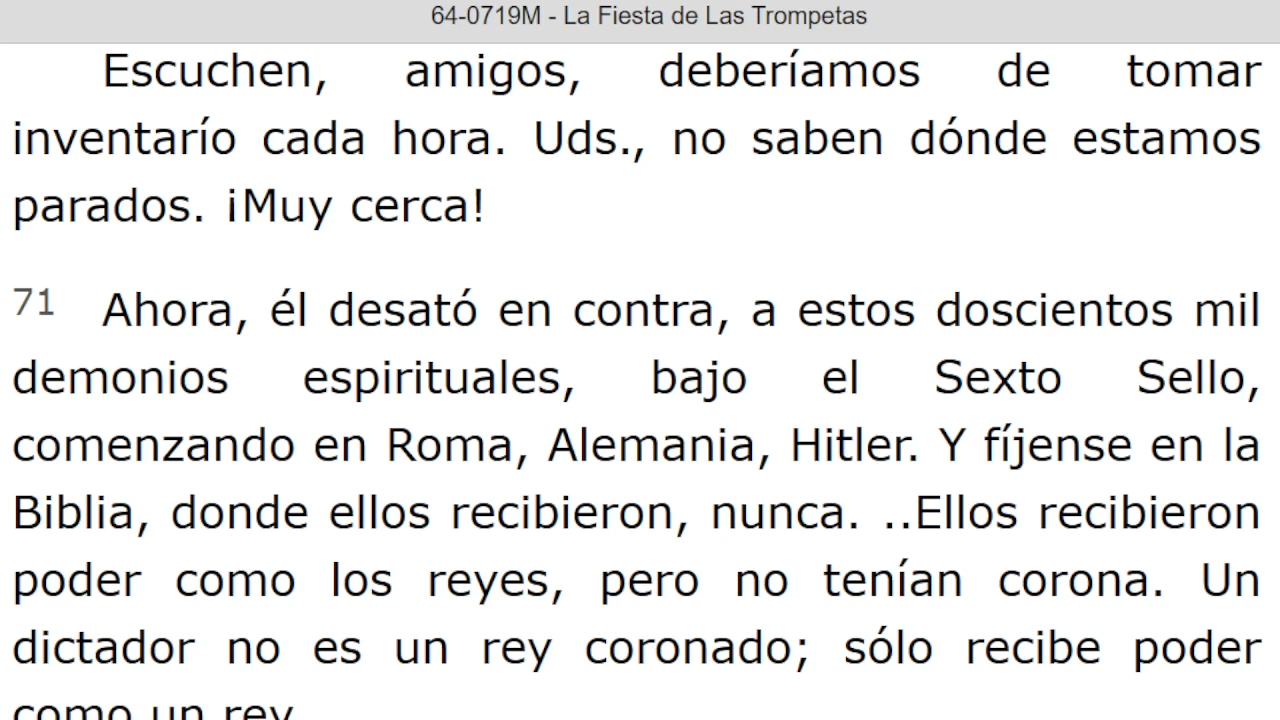 64-0719M - La Fiesta de Las Trompetas
Escuchen, amigos, deberíamos de tomar
inventarío cada hora. Uds., no saben dónde estamos
parados. ¡Muy cerca!
71 Ahora, él desató en contra, a estos doscientos mil
demonios espirituales, bajo el Sexto Sello,
comenzando en Roma, Alemania, Hitler. Y fíjense en la
Biblia, donde ellos recibieron, nunca. ..Ellos recibieron
poder como los reyes, pero no tenían corona. Un
dictador no es un rey coronado; sólo recibe poder
como un rey